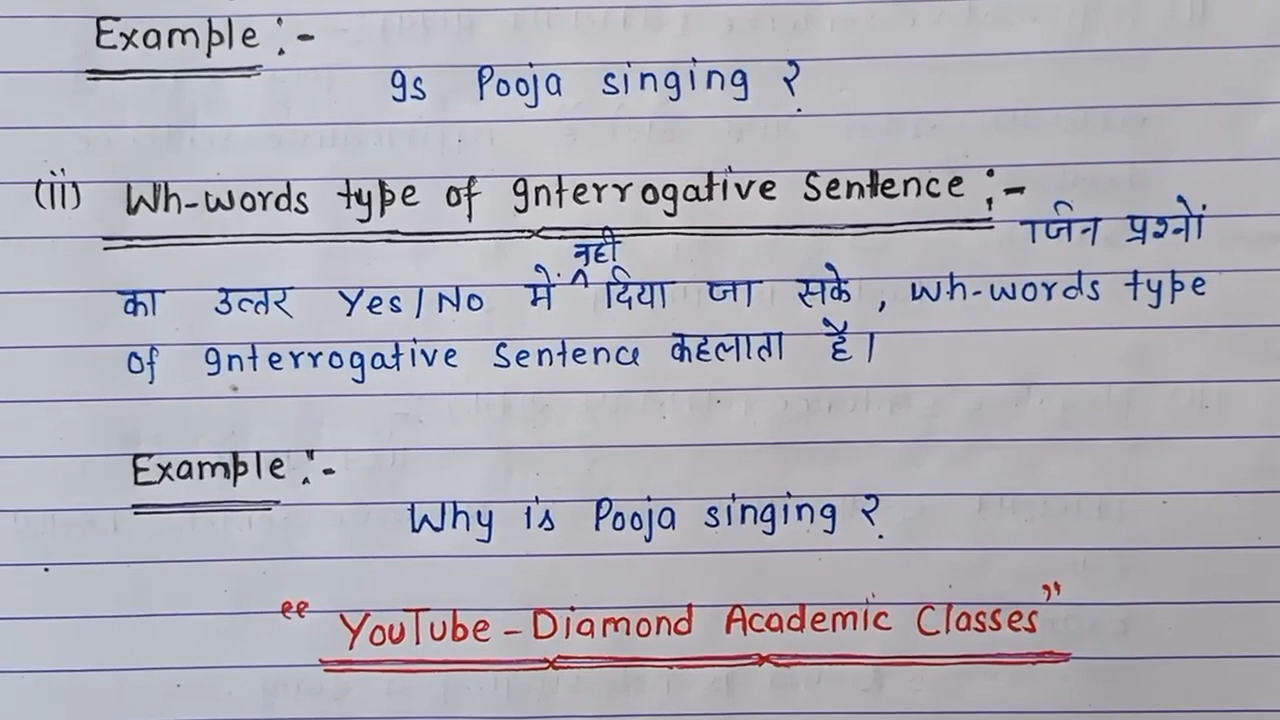 Example :-
Is Pooja singing ?
(ii) Wh-words type of Interrogative Sentence :- जिन प्रश्नों
का उत्तर Yes/No में नही दिया जा सके , Wh-words type
of Interrogative Sentence कहलाता है।
Example :-
Why is Pooja singing ?
“ YouTube - Diamond Academic Classes ”